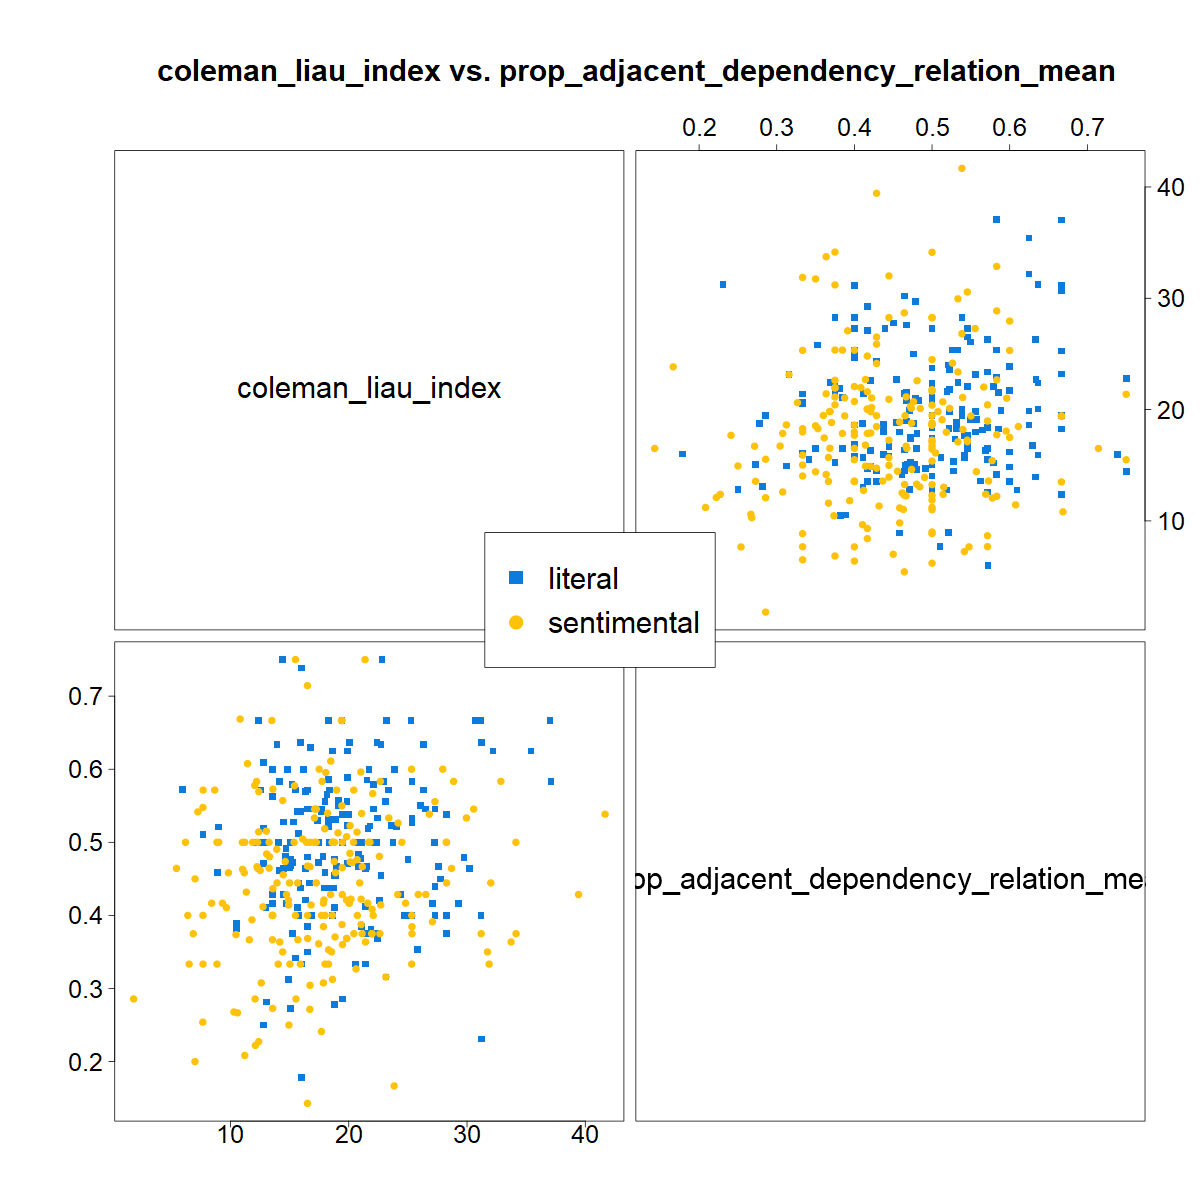 coleman_liau_index vs. prop_adjacent_dependency_relation_mean
0.2 0.3 0.4 0.5 0.6 0.7
40
30
20
10
coleman_liau_index
literal
sentimental
0.7
0.6
0.5
0.4
0.3
0.2
op_adjacent_dependency_relation_me
10 20 30 40